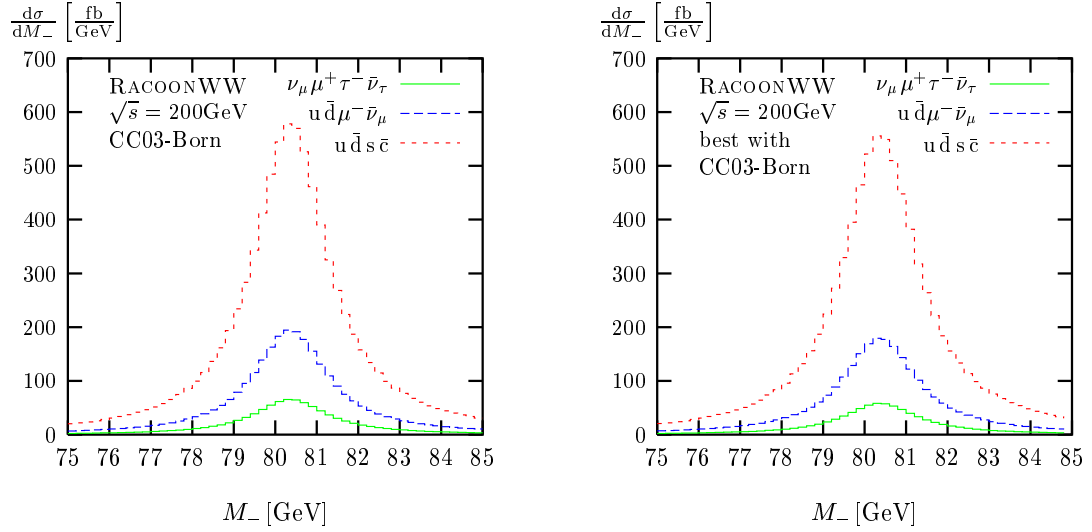 dσ/dM₋ [fb/GeV]
700
600
500
400
300
200
100
0
RACOONWW
√s = 200GeV
CC03-Born
ν_μ μ⁺ τ⁻ ν̄_τ
u d̄ μ⁻ ν̄_μ
u d̄ s c̄
75 76 77 78 79 80 81 82 83 84 85
M₋ [GeV]
dσ/dM₋ [fb/GeV]
700
600
500
400
300
200
100
0
RACOONWW
√s = 200GeV
best with
CC03-Born
ν_μ μ⁺ τ⁻ ν̄_τ
u d̄ μ⁻ ν̄_μ
u d̄ s c̄
75 76 77 78 79 80 81 82 83 84 85
M₋ [GeV]